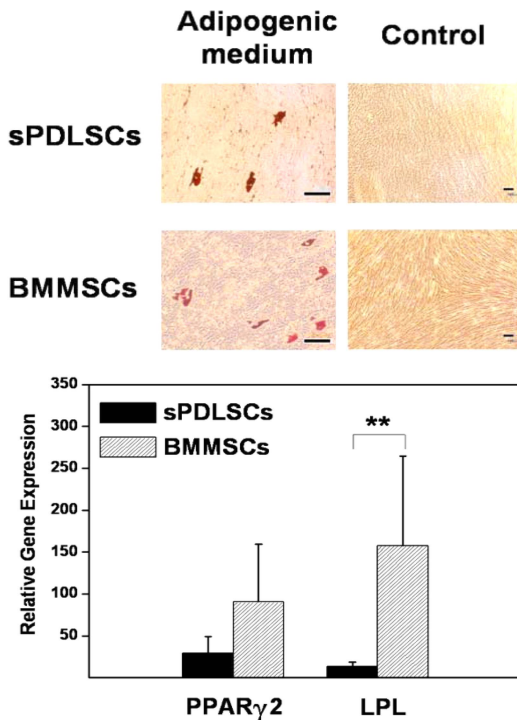 Adipogenic
medium
Control
sPDLSCs
BMMSCs
350
300
250
200
150
100
50
Relative Gene Expression
sPDLSCs
BMMSCs
**
PPARγ2
LPL